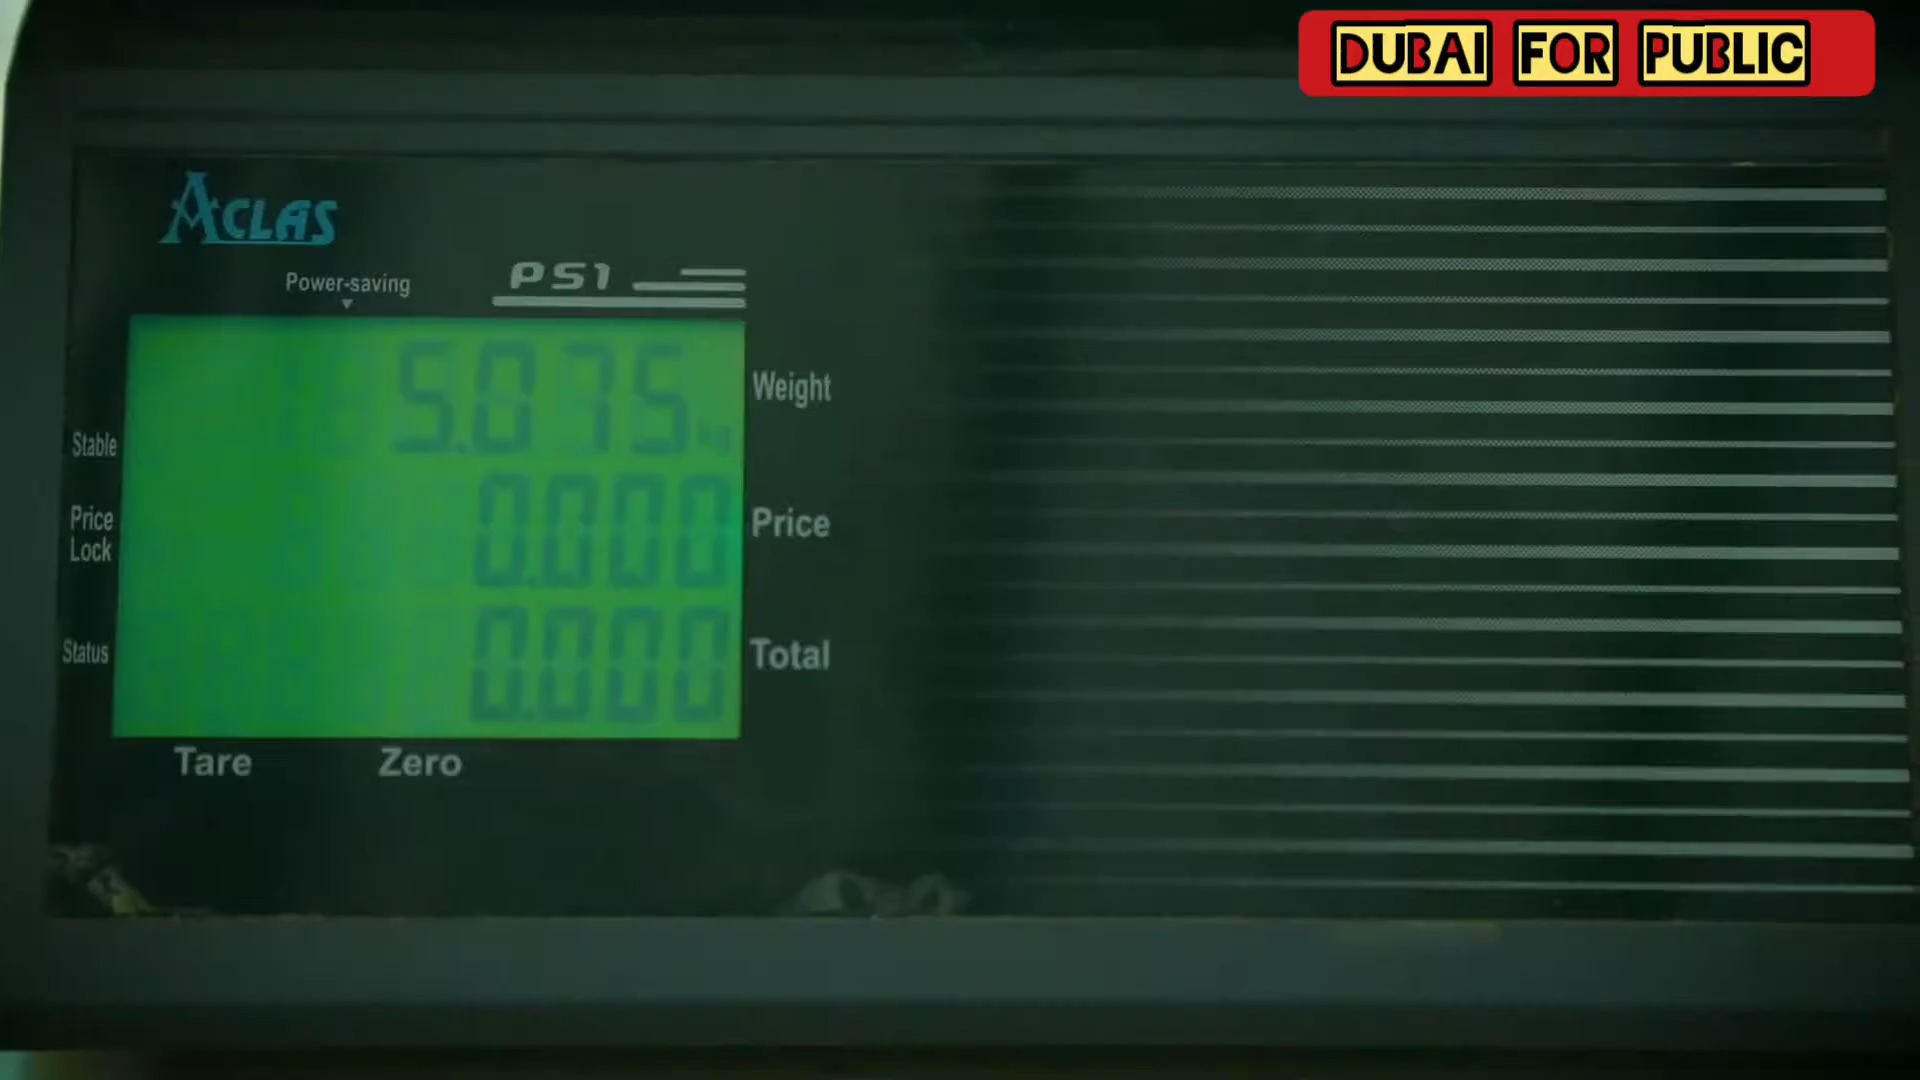 DUBAI FOR PUBLIC
ACLAS
Power-saving
PS1
5.075 kg
Weight
Stable
Price Lock
0.000
Price
Status
0.000
Total
Tare
Zero